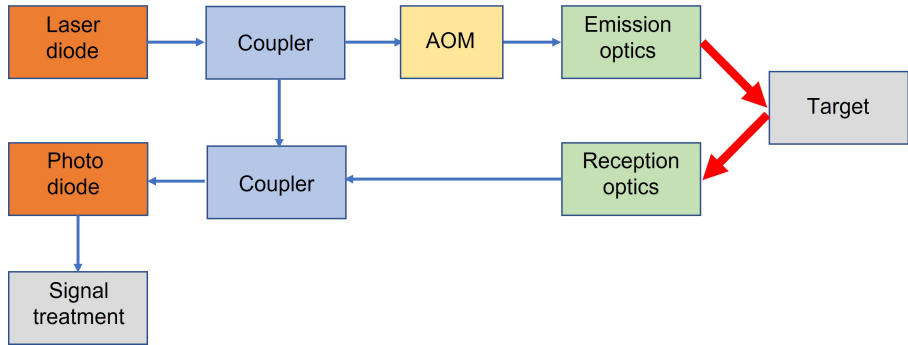 Laser
diode
Coupler
AOM
Emission
optics
Target
Photo
diode
Coupler
Reception
optics
Signal
treatment